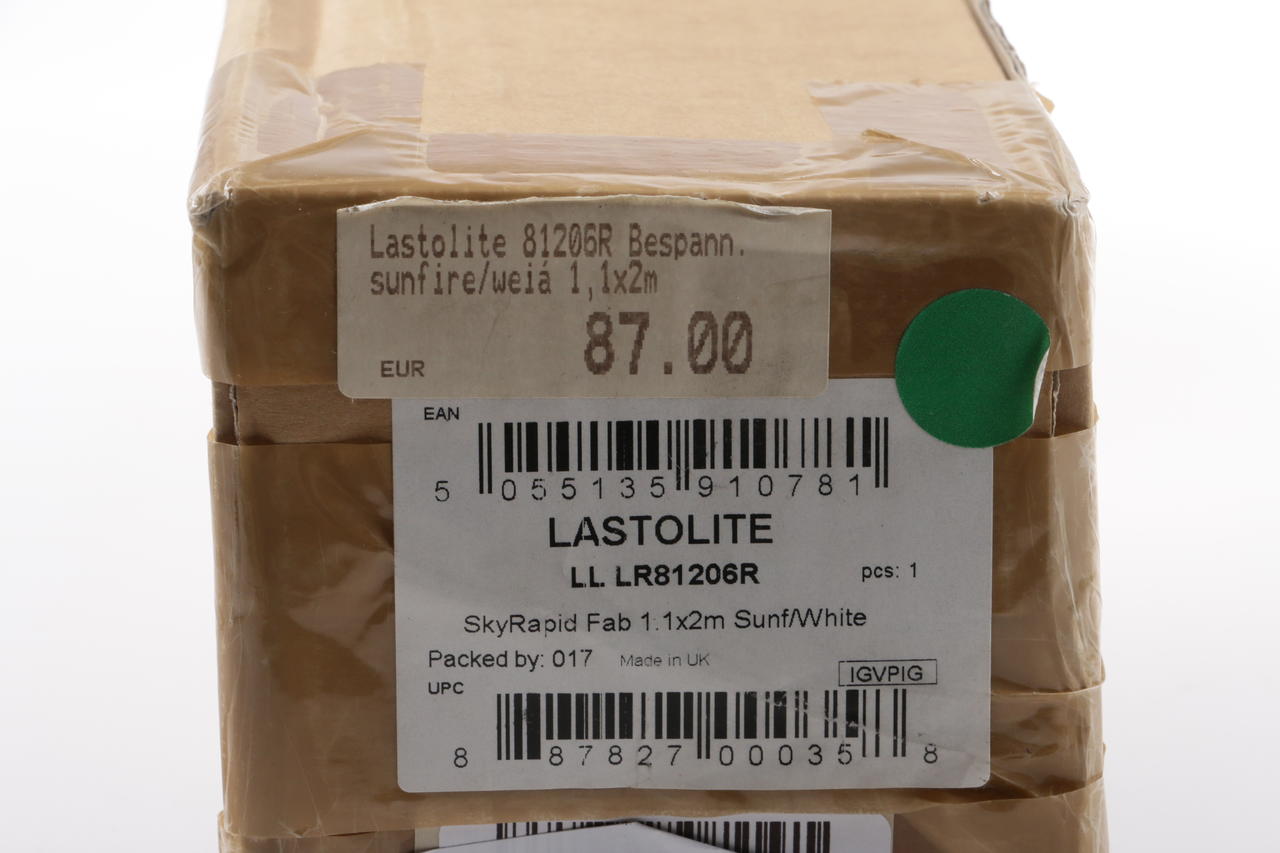 Lastolite 81206R Bespann.
sunfire/weiá 1,1x2m
EUR 87.00
EAN
5 055135 910781
LASTOLITE
LL LR81206R pcs: 1
SkyRapid Fab 1.1x2m Sunf/White
Packed by: 017 Made in UK
IGVPIG
UPC
8 87827 00035 8